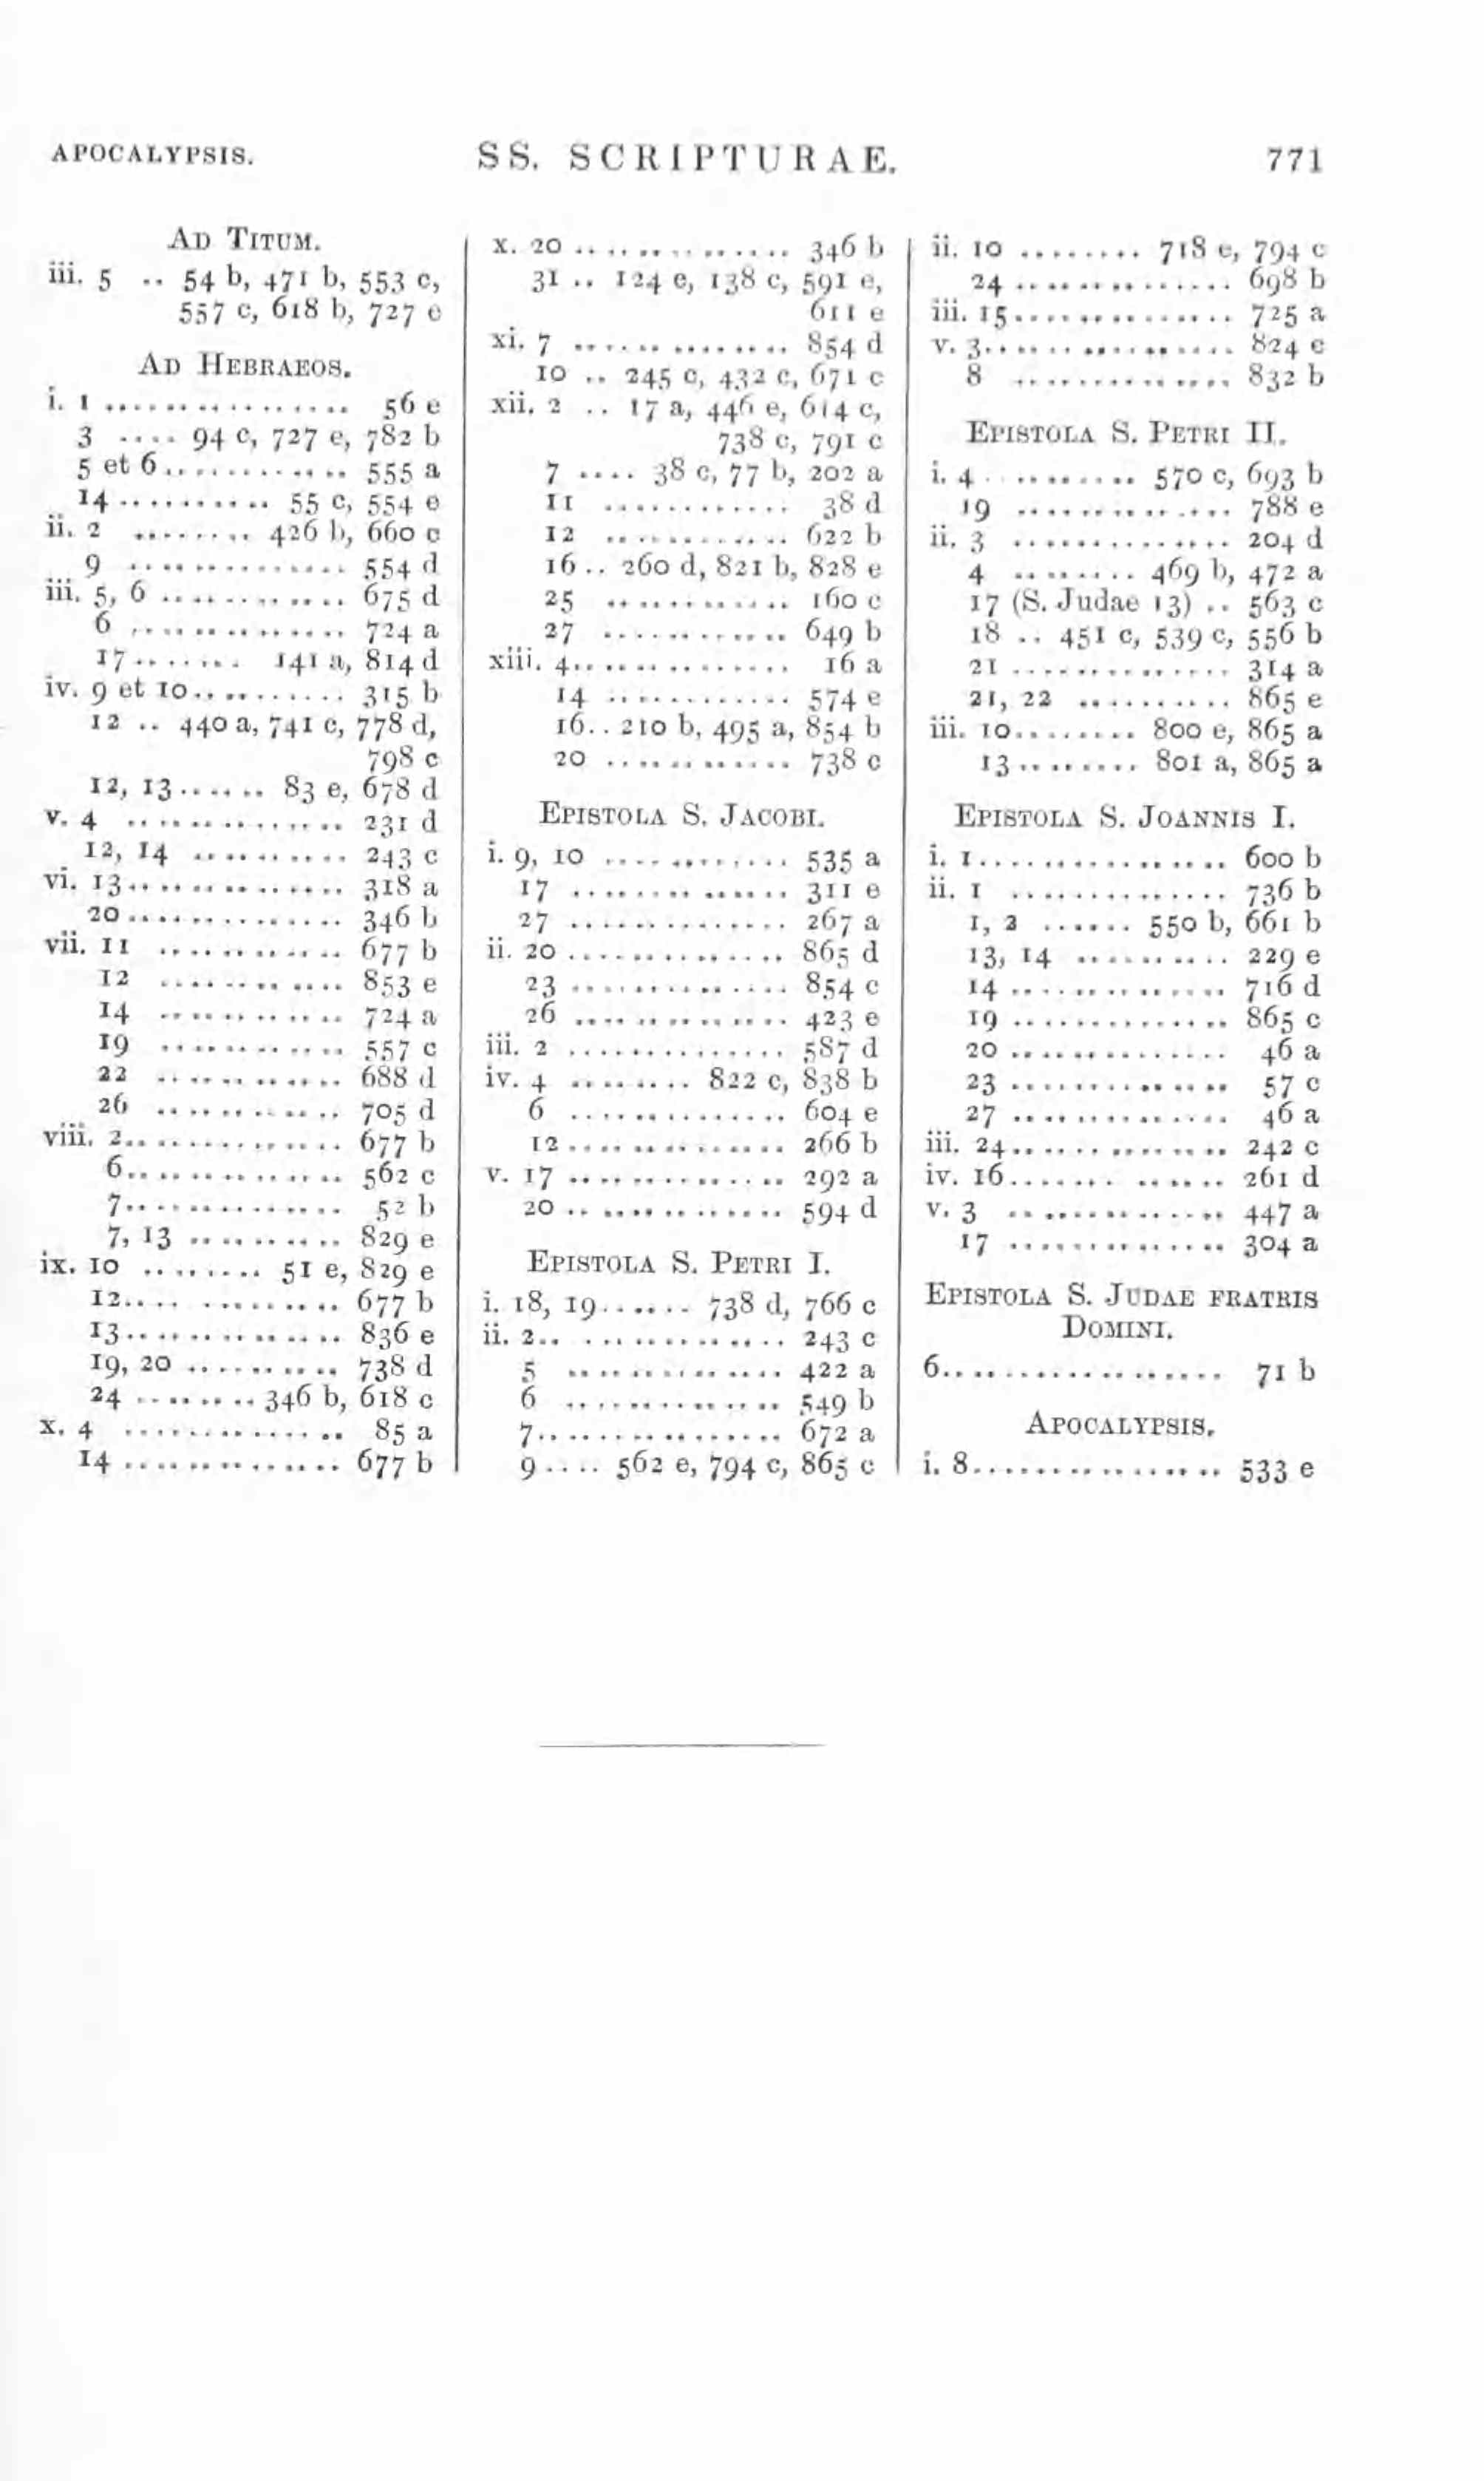 APOCALYPSIS. SS. SCRIPTURAE. 771
AD TITUM.
iii. 5 .. 54 b, 471 b, 553 c,
557 c, 618 b, 727 e
AD HEBRAEOS.
i. 1 ................ 56 e
3 .... 94 c, 727 e, 782 b
5 et 6............ 555 a
14.......... 55 c, 554 e
ii. 2 ........ 426 b, 660 c
9 .............. 554 d
iii. 5, 6 ............ 675 d
6 .............. 724 a
17....... 141 a, 814 d
iv. 9 et 10.......... 315 b
12 .. 440 a, 741 c, 778 d,
798 c
12, 13...... 83 e, 678 d
v. 4 .............. 231 d
12, 14 .......... 243 c
vi. 13.............. 318 a
20.............. 346 b
vii. 11 ............ 677 b
12 ............ 853 e
14 ............ 724 a
19 ............ 557 c
22 ............ 688 d
26 ............ 705 d
viii. 2.............. 677 b
6.............. 562 c
7.............. 52 b
7, 13 .......... 829 e
ix. 10 ........ 51 e, 829 e
12.... ......... 677 b
13.............. 836 e
19, 20 .......... 738 d
24 ........ 346 b, 618 c
x. 4 .............. 85 a
14 .............. 677 b
x. 20 .............. 346 b
31 .. 124 e, 138 c, 591 e,
611 e
xi. 7 .............. 854 d
10 .. 245 c, 432 c, 671 c
xii. 2 .. 17 a, 446 e, 614 c,
738 c, 791 c
7 .... 38 c, 77 b, 202 a
11 ............ 38 d
12 ............ 622 b
16.. 260 d, 821 b, 828 e
25 ............ 160 c
27 ............ 649 b
xiii. 4.............. 16 a
14 ............ 574 e
16.. 210 b, 495 a, 854 b
20 ............ 738 c
EPISTOLA S. JACOBI.
i. 9, 10 ............ 535 a
17 .............. 311 e
27 .............. 267 a
ii. 20 .............. 865 d
23 .............. 854 c
26 .............. 423 e
iii. 2 .............. 587 d
iv. 4 ........ 822 c, 838 b
6 .............. 604 e
12.............. 266 b
v. 17 .............. 292 a
20 .............. 594 d
EPISTOLA S. PETRI I.
i. 18, 19...... 738 d, 766 c
ii. 2.. ............. 243 c
5 .............. 422 a
6 .............. 549 b
7................ 672 a
9.... 562 e, 794 c, 865 c
ii. 10 ........ 718 e, 794 c
24 .............. 698 b
iii. 15.............. 725 a
v. 3................ 824 c
8 .............. 832 b
EPISTOLA S. PETRI II.
i. 4 ......... 570 c, 693 b
19 .............. 788 e
ii. 3 .............. 204 d
4 ........ 469 b, 472 a
17 (S. Judae 13) .. 563 c
18 .. 451 c, 539 c, 556 b
21 .............. 314 a
21, 22 .......... 865 e
iii. 10........ 800 e, 865 a
13........ 801 a, 865 a
EPISTOLA S. JOANNIS I.
i. 1................ 600 b
ii. 1 .............. 736 b
1, 2 ...... 550 b, 661 b
13, 14 .......... 229 e
14 .............. 716 d
19 .............. 865 c
20 .............. 46 a
23 .............. 57 c
27 .............. 46 a
iii. 24.............. 242 c
iv. 16....... ...... 261 d
v. 3 .............. 447 a
17 .............. 304 a
EPISTOLA S. JUDAE FRATRIS
DOMINI.
6.................. 71 b
APOCALYPSIS.
i. 8................ 533 e